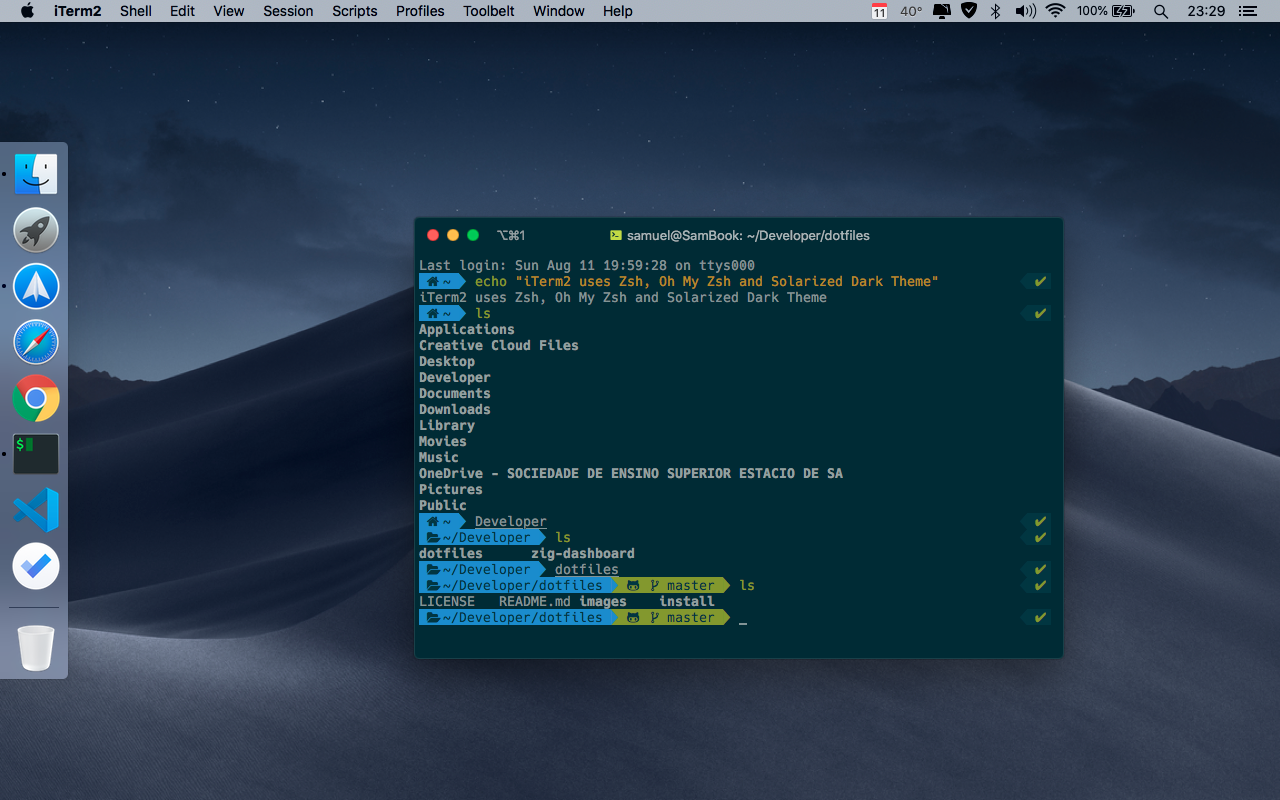 iTerm2 Shell Edit View Session Scripts Profiles Toolbelt Window Help 11 40° 100% 23:29
⌥⌘1 samuel@SamBook: ~/Developer/dotfiles
Last login: Sun Aug 11 19:59:28 on ttys000
~ echo "iTerm2 uses Zsh, Oh My Zsh and Solarized Dark Theme" ✔
iTerm2 uses Zsh, Oh My Zsh and Solarized Dark Theme
~ ls ✔
Applications
Creative Cloud Files
Desktop
Developer
Documents
Downloads
Library
Movies
Music
OneDrive - SOCIEDADE DE ENSINO SUPERIOR ESTACIO DE SA
Pictures
Public
~ Developer ✔
~/Developer ls ✔
dotfiles zig-dashboard
~/Developer dotfiles ✔
~/Developer/dotfiles master ls ✔
LICENSE README.md images install
~/Developer/dotfiles master _ ✔
$